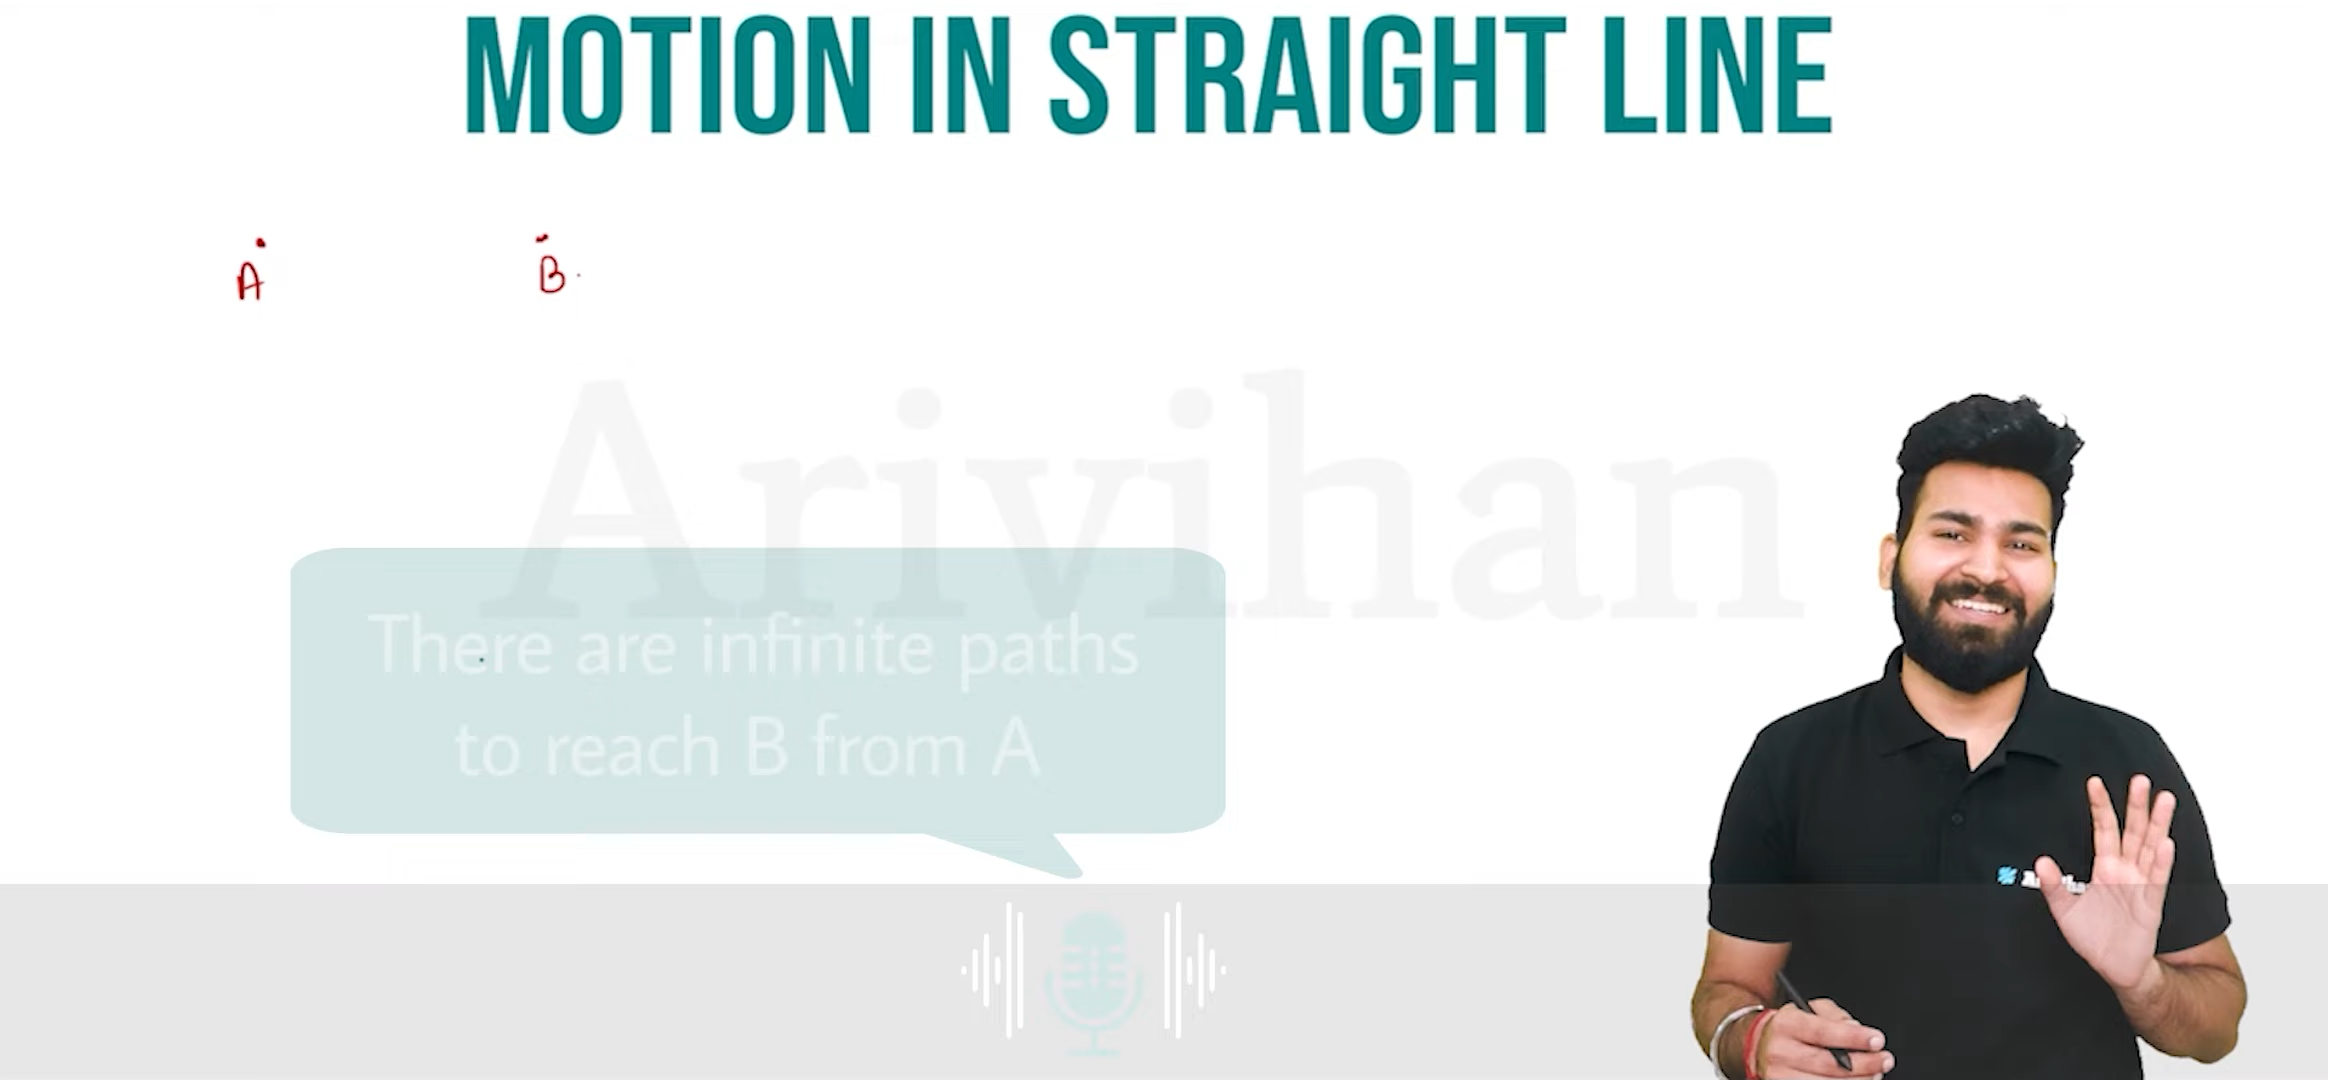 MOTION IN STRAIGHT LINE
A B
Arivihan
There are infinite paths
to reach B from A